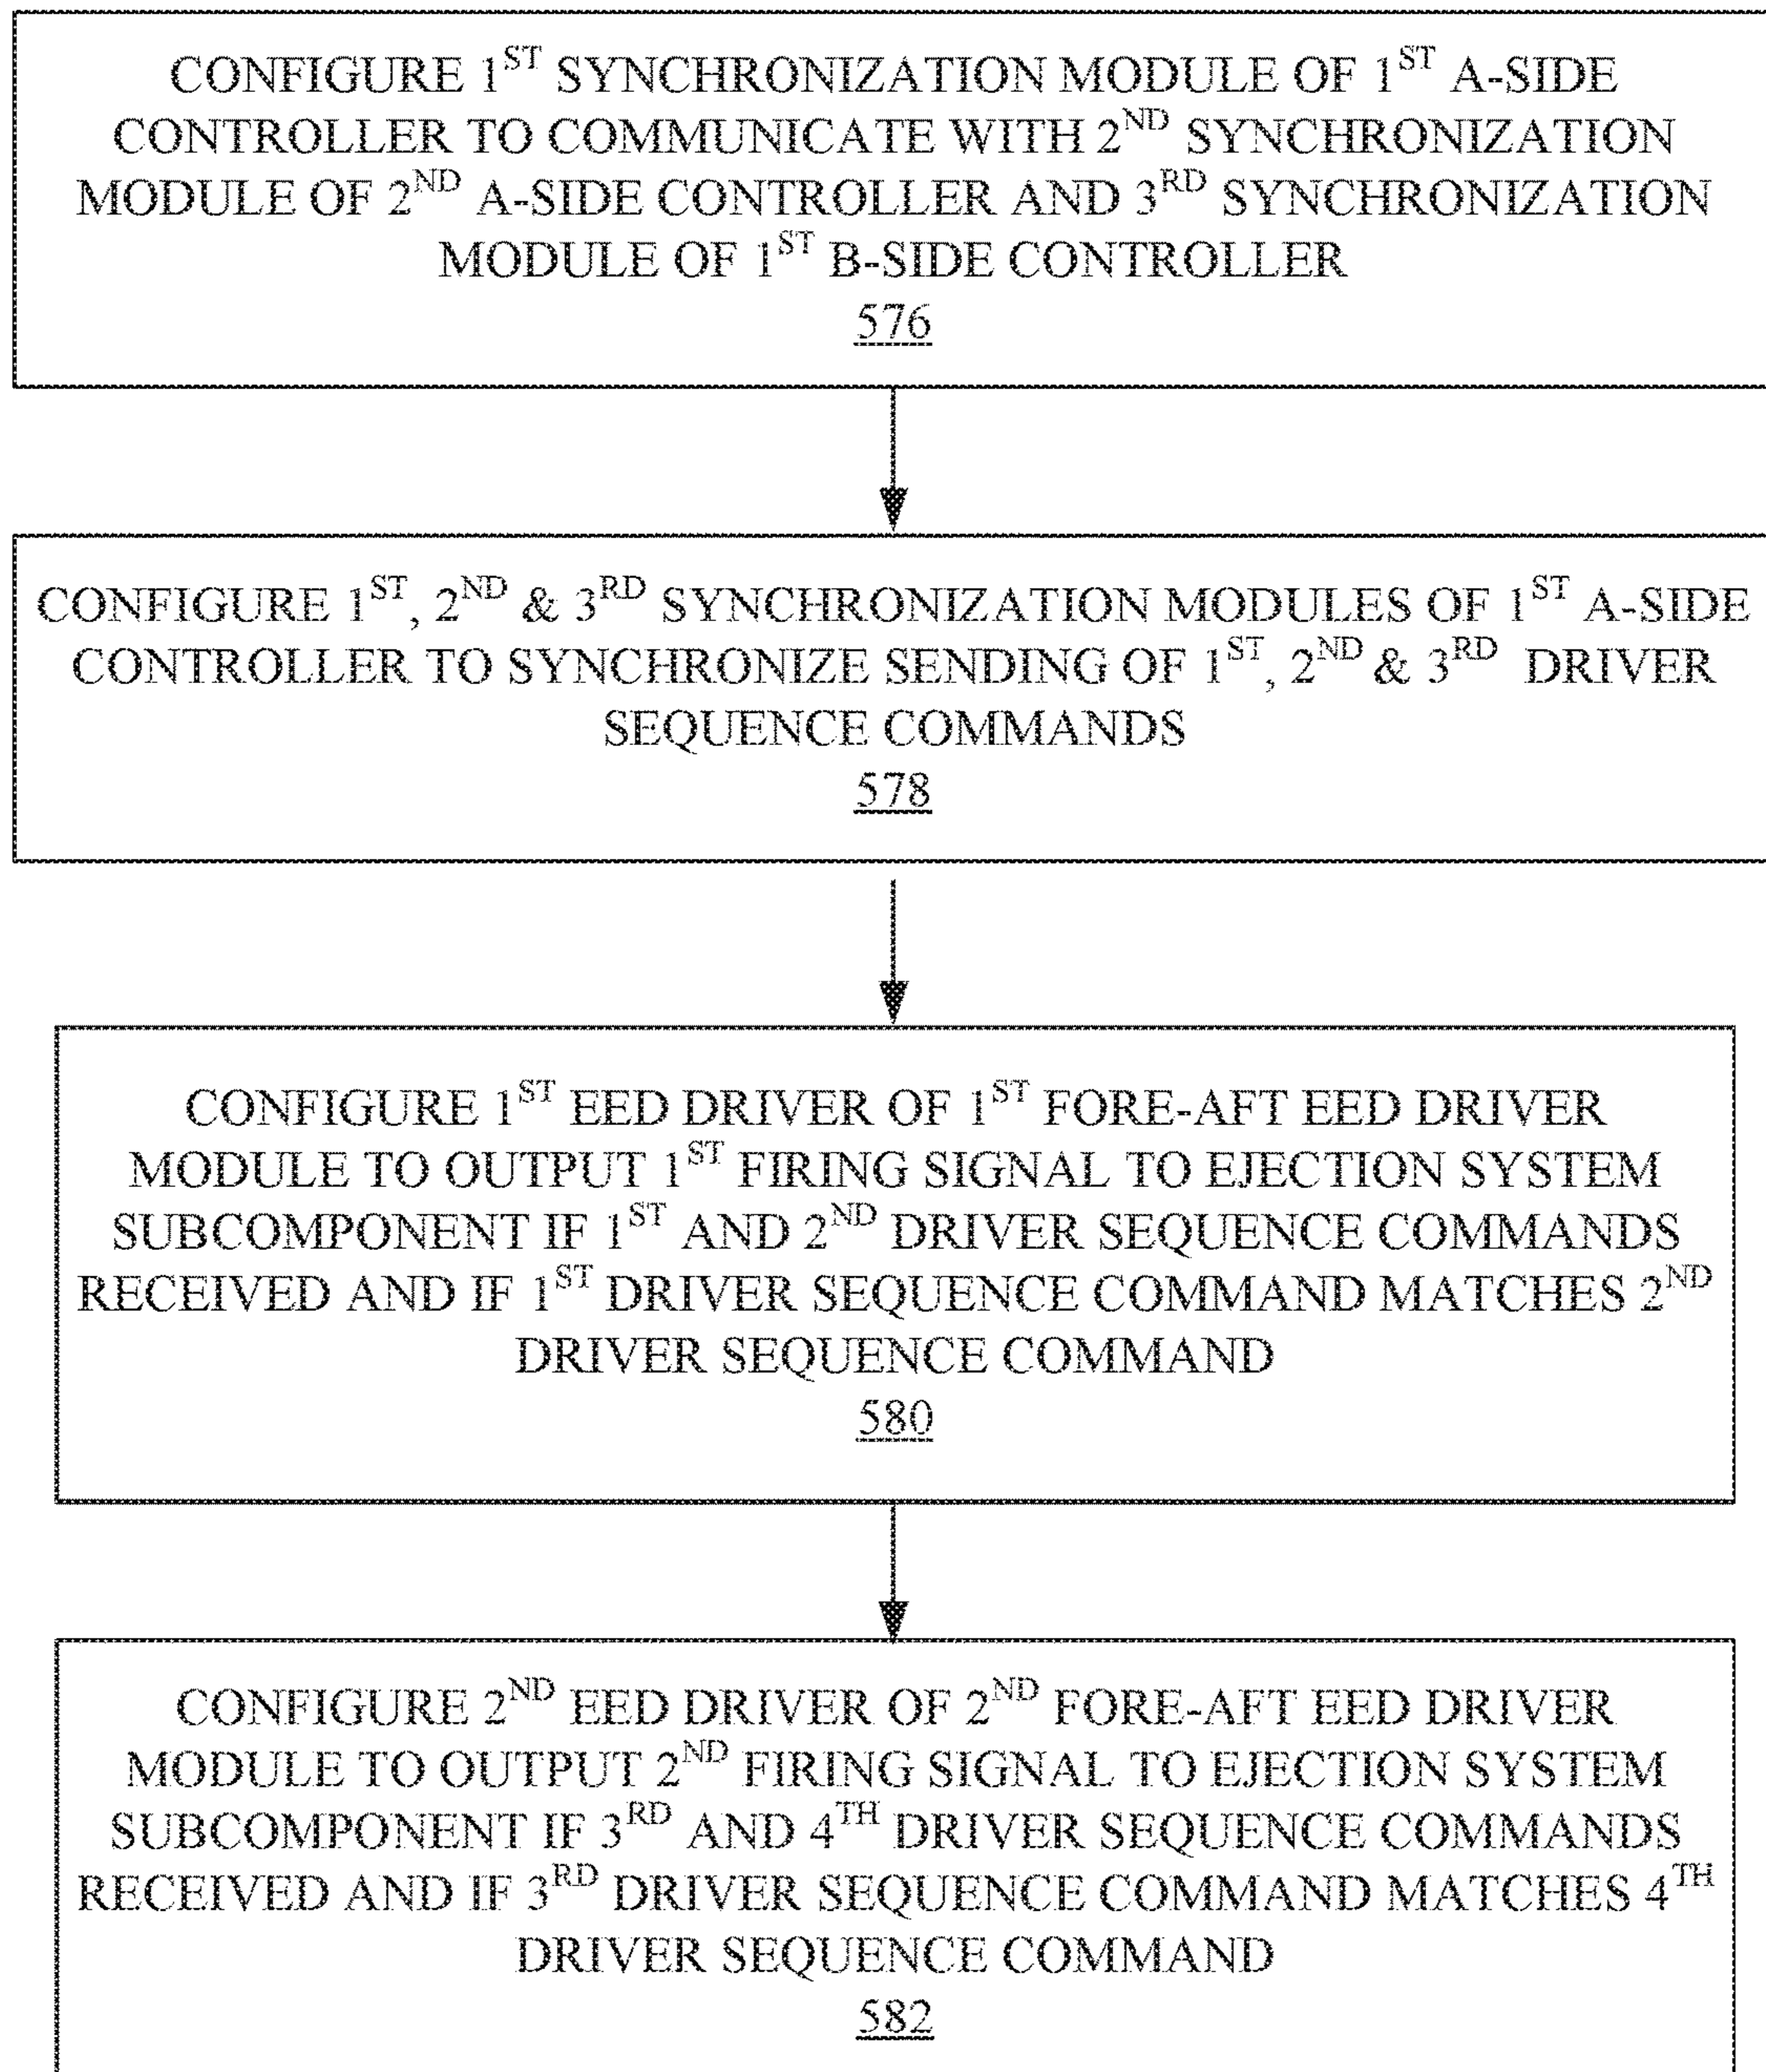 CONFIGURE 1ST SYNCHRONIZATION MODULE OF 1ST A-SIDE
CONTROLLER TO COMMUNICATE WITH 2ND SYNCHRONIZATION
MODULE OF 2ND A-SIDE CONTROLLER AND 3RD SYNCHRONIZATION
MODULE OF 1ST B-SIDE CONTROLLER
576
CONFIGURE 1ST, 2ND & 3RD SYNCHRONIZATION MODULES OF 1ST A-SIDE
CONTROLLER TO SYNCHRONIZE SENDING OF 1ST, 2ND & 3RD DRIVER
SEQUENCE COMMANDS
578
CONFIGURE 1ST EED DRIVER OF 1ST FORE-AFT EED DRIVER
MODULE TO OUTPUT 1ST FIRING SIGNAL TO EJECTION SYSTEM
SUBCOMPONENT IF 1ST AND 2ND DRIVER SEQUENCE COMMANDS
RECEIVED AND IF 1ST DRIVER SEQUENCE COMMAND MATCHES 2ND
DRIVER SEQUENCE COMMAND
580
CONFIGURE 2ND EED DRIVER OF 2ND FORE-AFT EED DRIVER
MODULE TO OUTPUT 2ND FIRING SIGNAL TO EJECTION SYSTEM
SUBCOMPONENT IF 3RD AND 4TH DRIVER SEQUENCE COMMANDS
RECEIVED AND IF 3RD DRIVER SEQUENCE COMMAND MATCHES 4TH
DRIVER SEQUENCE COMMAND
582